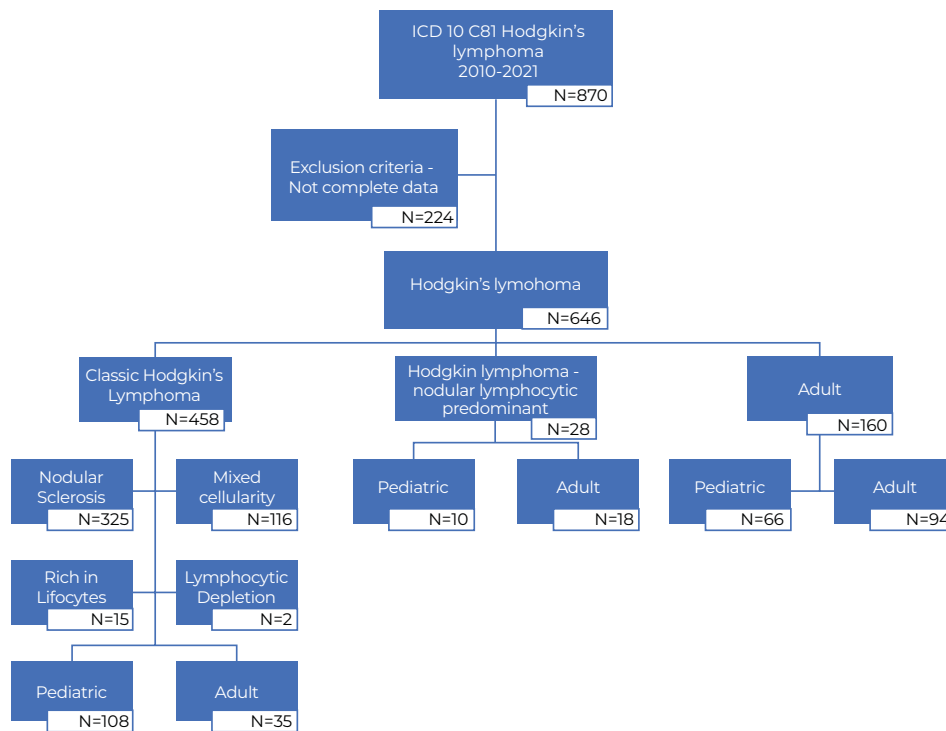 ICD 10 C81 Hodgkin's
lymphoma
2010-2021
N=870
Exclusion criteria -
Not complete data
N=224
Hodgkin's lymohoma
N=646
Classic Hodgkin's
Lymphoma
N=458
Hodgkin lymphoma -
nodular lymphocytic
predominant
N=28
Adult
N=160
Nodular
Sclerosis
N=325
Mixed
cellularity
N=116
Pediatric
N=10
Adult
N=18
Pediatric
N=66
Adult
N=94
Rich in
Lifocytes
N=15
Lymphocytic
Depletion
N=2
Pediatric
N=108
Adult
N=35